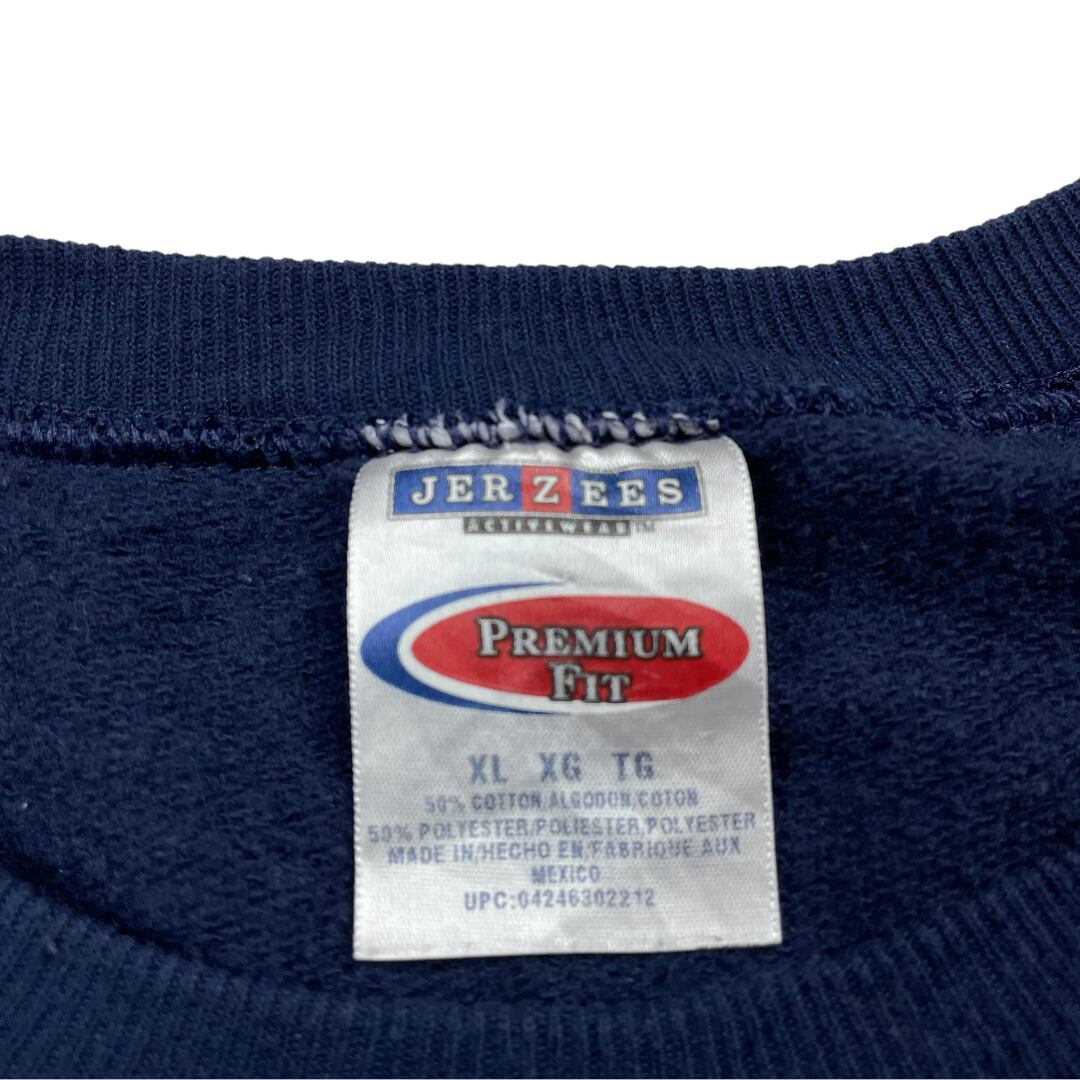 JERZEES
ACTIVEWEAR™
PREMIUM
FIT
XL XG TG
50% COTTON/ALGODON/COTON
50% POLYESTER/POLIESTER/POLYESTER
MADE IN/HECHO EN/FABRIQUE AUX
MEXICO
UPC:04246302212